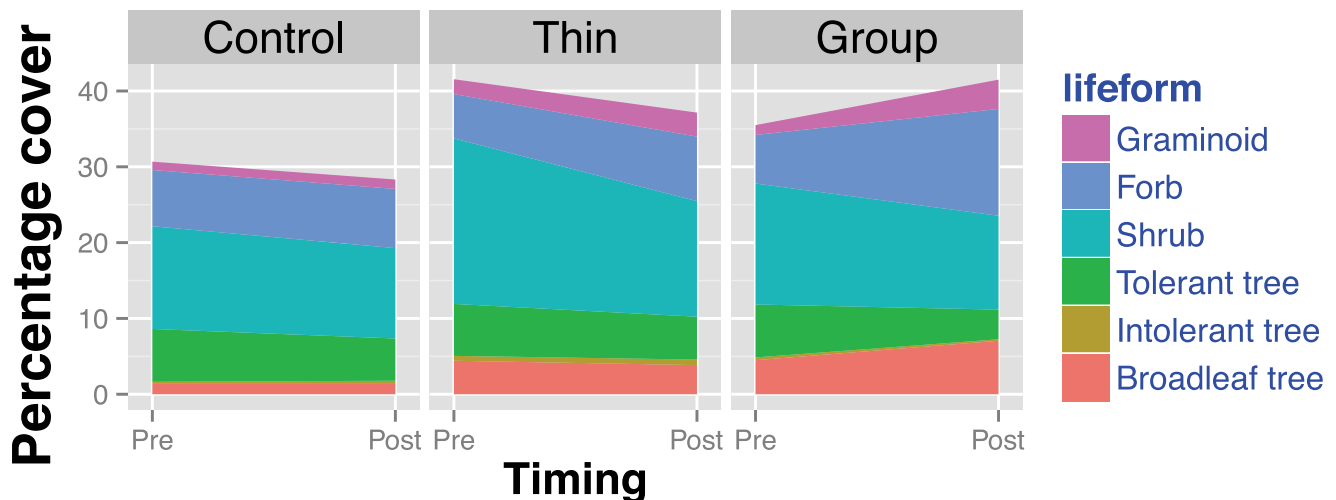 Control Thin Group
Percentage cover
40
30
20
10
0
Pre Post Pre Post Pre Post
Timing
lifeform
Graminoid
Forb
Shrub
Tolerant tree
Intolerant tree
Broadleaf tree